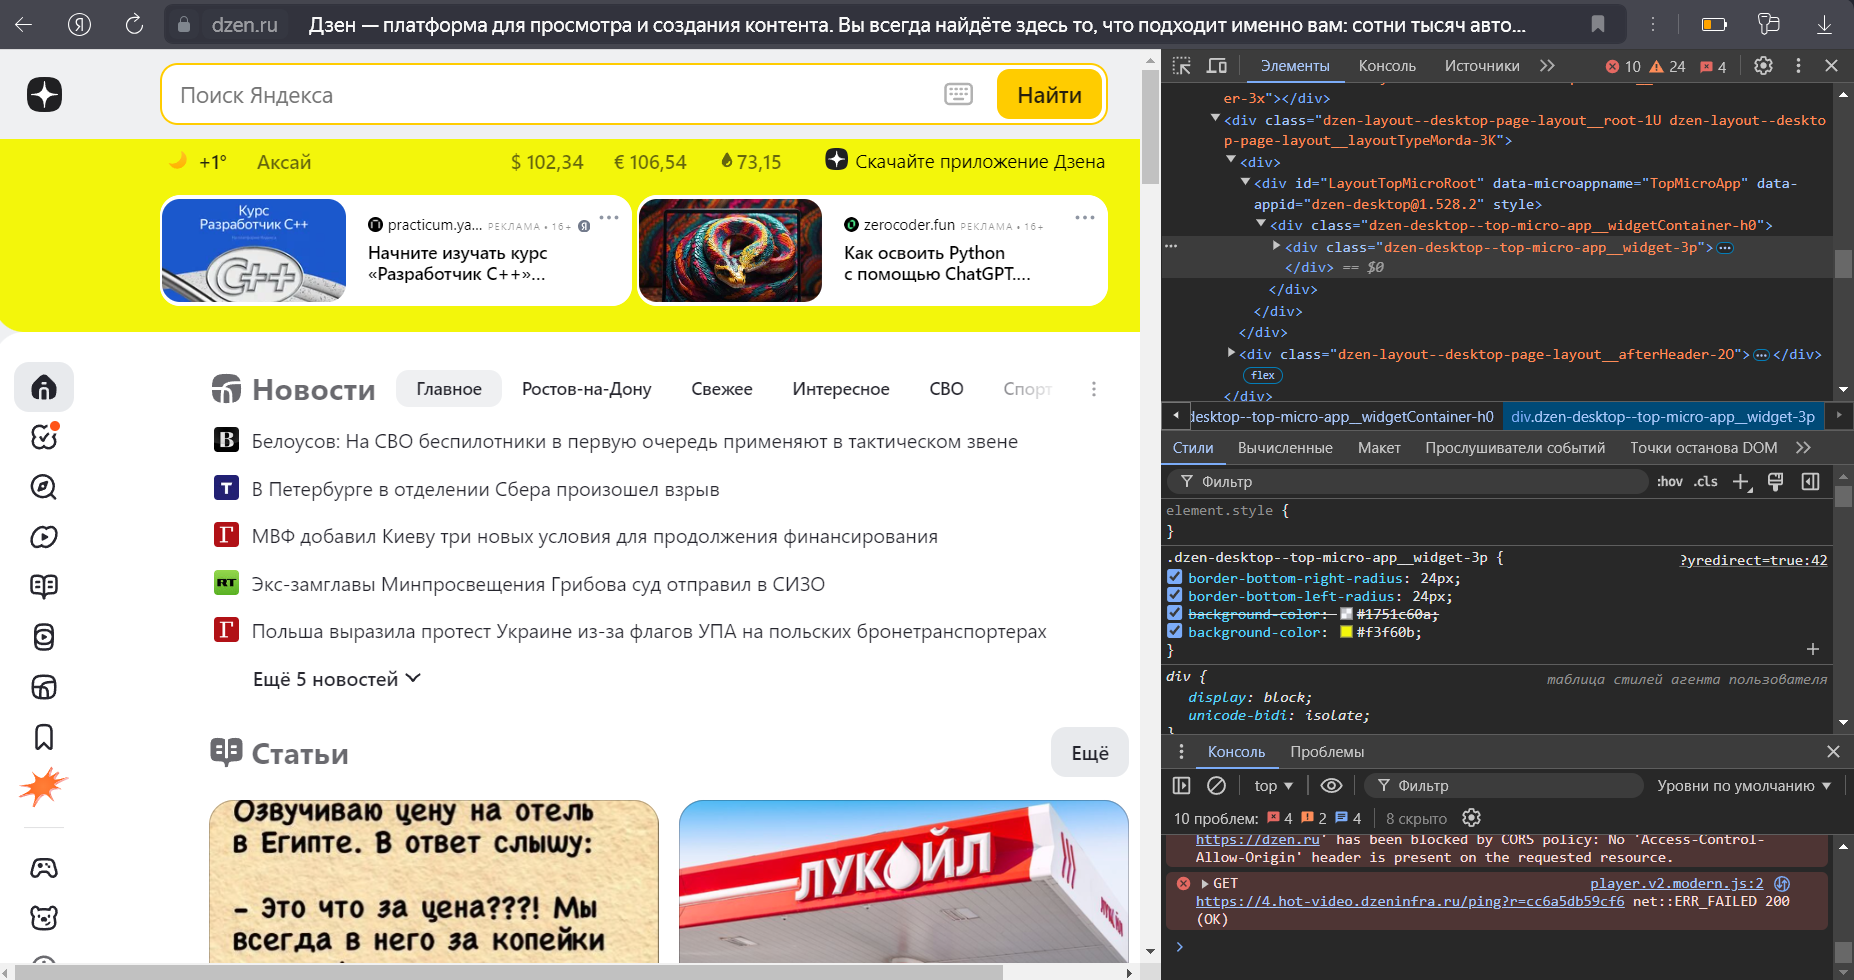 dzen.ru Дзен — платформа для просмотра и создания контента. Вы всегда найдёте здесь то, что подходит именно вам: сотни тысяч авто...
Поиск Яндекса
Найти
+1° Аксай $ 102,34 € 106,54 73,15 Скачайте приложение Дзена
Курс
Разработчик C++
C++
practicum.ya... РЕКЛАМА • 16+
Начните изучать курс
«Разработчик C++»...
zerocoder.fun РЕКЛАМА • 16+
Как освоить Python
с помощью ChatGPT....
Новости Главное Ростов-на-Дону Свежее Интересное СВО Спорт
B Белоусов: На СВО беспилотники в первую очередь применяют в тактическом звене
T В Петербурге в отделении Сбера произошел взрыв
Г МВФ добавил Киеву три новых условия для продолжения финансирования
RT Экс-замглавы Минпросвещения Грибова суд отправил в СИЗО
Г Польша выразила протест Украине из-за флагов УПА на польских бронетранспортерах
Ещё 5 новостей
Статьи Ещё
Озвучиваю цену на отель
в Египте. В ответ слышу:
- Это что за цена???! Мы
всегда в него за копейки
ЛУКОЙЛ
Элементы Консоль Источники 10 24 4
er-3x"></div>
<div class="dzen-layout--desktop-page-layout__root-1U dzen-layout--deskto
p-page-layout__layoutTypeMorda-3K">
<div>
<div id="LayoutTopMicroRoot" data-microappname="TopMicroApp" data-
appid="dzen-desktop@1.528.2" style>
<div class="dzen-desktop--top-micro-app__widgetContainer-h0">
<div class="dzen-desktop--top-micro-app__widget-3p">
</div> == $0
</div>
</div>
</div>
<div class="dzen-layout--desktop-page-layout__afterHeader-2O"> </div>
flex
</div>
desktop--top-micro-app__widgetContainer-h0 div.dzen-desktop--top-micro-app__widget-3p
Стили Вычисленные Макет Прослушиватели событий Точки останова DOM
Фильтр :hov .cls
element.style {
}
.dzen-desktop--top-micro-app__widget-3p { ?yredirect=true:42
border-bottom-right-radius: 24px;
border-bottom-left-radius: 24px;
background-color: #1751c60a;
background-color: #f3f60b;
}
div { таблица стилей агента пользователя
display: block;
unicode-bidi: isolate;
}
Консоль Проблемы
top Фильтр Уровни по умолчанию
10 проблем: 4 2 4 8 скрыто
https://dzen.ru' has been blocked by CORS policy: No 'Access-Control-
Allow-Origin' header is present on the requested resource.
GET player.v2.modern.js:2
https://4.hot-video.dzeninfra.ru/ping?r=cc6a5db59cf6 net::ERR_FAILED 200
(OK)